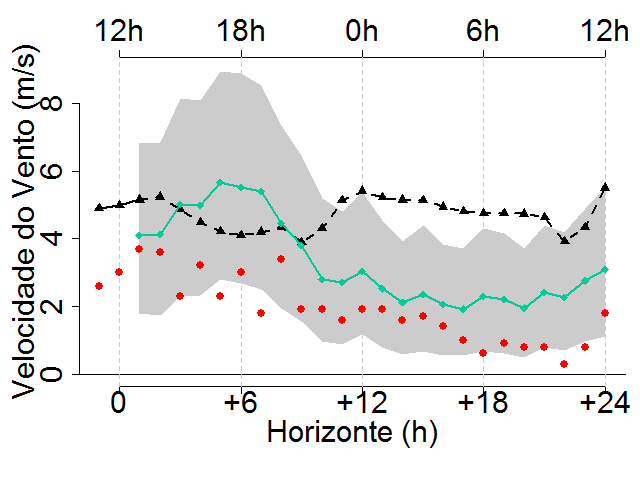 12h 18h 0h 6h 12h
Velocidade do Vento (m/s)
8
6
4
2
0
0 +6 +12 +18 +24
Horizonte (h)